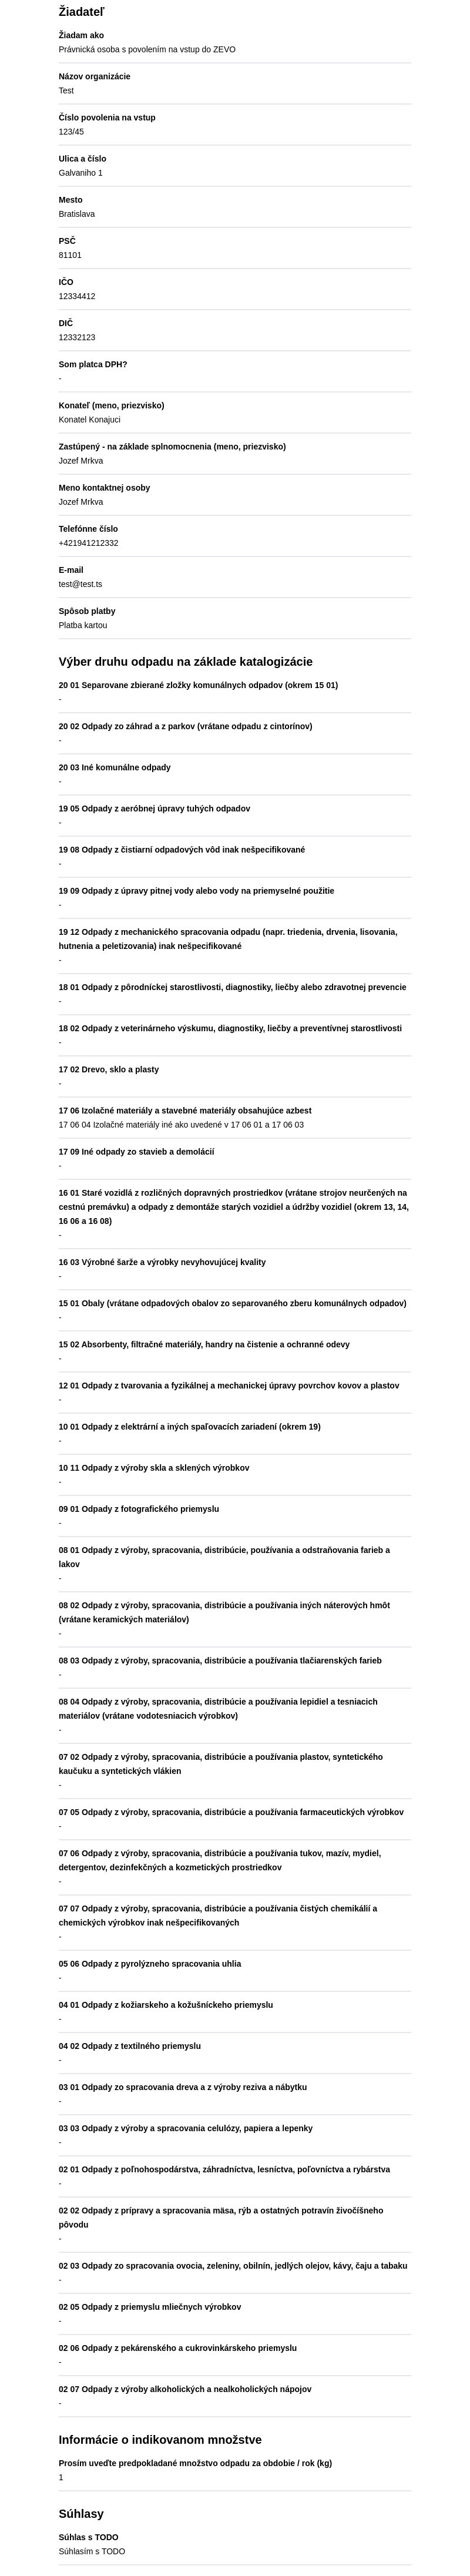 Žiadateľ
Žiadam ako
Právnická osoba s povolením na vstup do ZEVO
Názov organizácie
Test
Číslo povolenia na vstup
123/45
Ulica a číslo
Galvaniho 1
Mesto
Bratislava
PSČ
81101
IČO
12334412
DIČ
12332123
Som platca DPH?
-
Konateľ (meno, priezvisko)
Konatel Konajuci
Zastúpený - na základe splnomocnenia (meno, priezvisko)
Jozef Mrkva
Meno kontaktnej osoby
Jozef Mrkva
Telefónne číslo
+421941212332
E-mail
test@test.ts
Spôsob platby
Platba kartou
Výber druhu odpadu na základe katalogizácie
20 01 Separovane zbierané zložky komunálnych odpadov (okrem 15 01)
-
20 02 Odpady zo záhrad a z parkov (vrátane odpadu z cintorínov)
-
20 03 Iné komunálne odpady
-
19 05 Odpady z aeróbnej úpravy tuhých odpadov
-
19 08 Odpady z čistiarní odpadových vôd inak nešpecifikované
-
19 09 Odpady z úpravy pitnej vody alebo vody na priemyselné použitie
-
19 12 Odpady z mechanického spracovania odpadu (napr. triedenia, drvenia, lisovania,
hutnenia a peletizovania) inak nešpecifikované
-
18 01 Odpady z pôrodníckej starostlivosti, diagnostiky, liečby alebo zdravotnej prevencie
-
18 02 Odpady z veterinárneho výskumu, diagnostiky, liečby a preventívnej starostlivosti
-
17 02 Drevo, sklo a plasty
-
17 06 Izolačné materiály a stavebné materiály obsahujúce azbest
17 06 04 Izolačné materiály iné ako uvedené v 17 06 01 a 17 06 03
17 09 Iné odpady zo stavieb a demolácií
-
16 01 Staré vozidlá z rozličných dopravných prostriedkov (vrátane strojov neurčených na
cestnú premávku) a odpady z demontáže starých vozidiel a údržby vozidiel (okrem 13, 14,
16 06 a 16 08)
-
16 03 Výrobné šarže a výrobky nevyhovujúcej kvality
-
15 01 Obaly (vrátane odpadových obalov zo separovaného zberu komunálnych odpadov)
-
15 02 Absorbenty, filtračné materiály, handry na čistenie a ochranné odevy
-
12 01 Odpady z tvarovania a fyzikálnej a mechanickej úpravy povrchov kovov a plastov
-
10 01 Odpady z elektrární a iných spaľovacích zariadení (okrem 19)
-
10 11 Odpady z výroby skla a sklených výrobkov
-
09 01 Odpady z fotografického priemyslu
-
08 01 Odpady z výroby, spracovania, distribúcie, používania a odstraňovania farieb a
lakov
-
08 02 Odpady z výroby, spracovania, distribúcie a používania iných náterových hmôt
(vrátane keramických materiálov)
-
08 03 Odpady z výroby, spracovania, distribúcie a používania tlačiarenských farieb
-
08 04 Odpady z výroby, spracovania, distribúcie a používania lepidiel a tesniacich
materiálov (vrátane vodotesniacich výrobkov)
-
07 02 Odpady z výroby, spracovania, distribúcie a používania plastov, syntetického
kaučuku a syntetických vlákien
-
07 05 Odpady z výroby, spracovania, distribúcie a používania farmaceutických výrobkov
-
07 06 Odpady z výroby, spracovania, distribúcie a používania tukov, mazív, mydiel,
detergentov, dezinfekčných a kozmetických prostriedkov
-
07 07 Odpady z výroby, spracovania, distribúcie a používania čistých chemikálií a
chemických výrobkov inak nešpecifikovaných
-
05 06 Odpady z pyrolýzneho spracovania uhlia
-
04 01 Odpady z kožiarskeho a kožušníckeho priemyslu
-
04 02 Odpady z textilného priemyslu
-
03 01 Odpady zo spracovania dreva a z výroby reziva a nábytku
-
03 03 Odpady z výroby a spracovania celulózy, papiera a lepenky
-
02 01 Odpady z poľnohospodárstva, záhradníctva, lesníctva, poľovníctva a rybárstva
-
02 02 Odpady z prípravy a spracovania mäsa, rýb a ostatných potravín živočíšneho
pôvodu
-
02 03 Odpady zo spracovania ovocia, zeleniny, obilnín, jedlých olejov, kávy, čaju a tabaku
-
02 05 Odpady z priemyslu mliečnych výrobkov
-
02 06 Odpady z pekárenského a cukrovinkárskeho priemyslu
-
02 07 Odpady z výroby alkoholických a nealkoholických nápojov
-
Informácie o indikovanom množstve
Prosím uveďte predpokladané množstvo odpadu za obdobie / rok (kg)
1
Súhlasy
Súhlas s TODO
Súhlasím s TODO